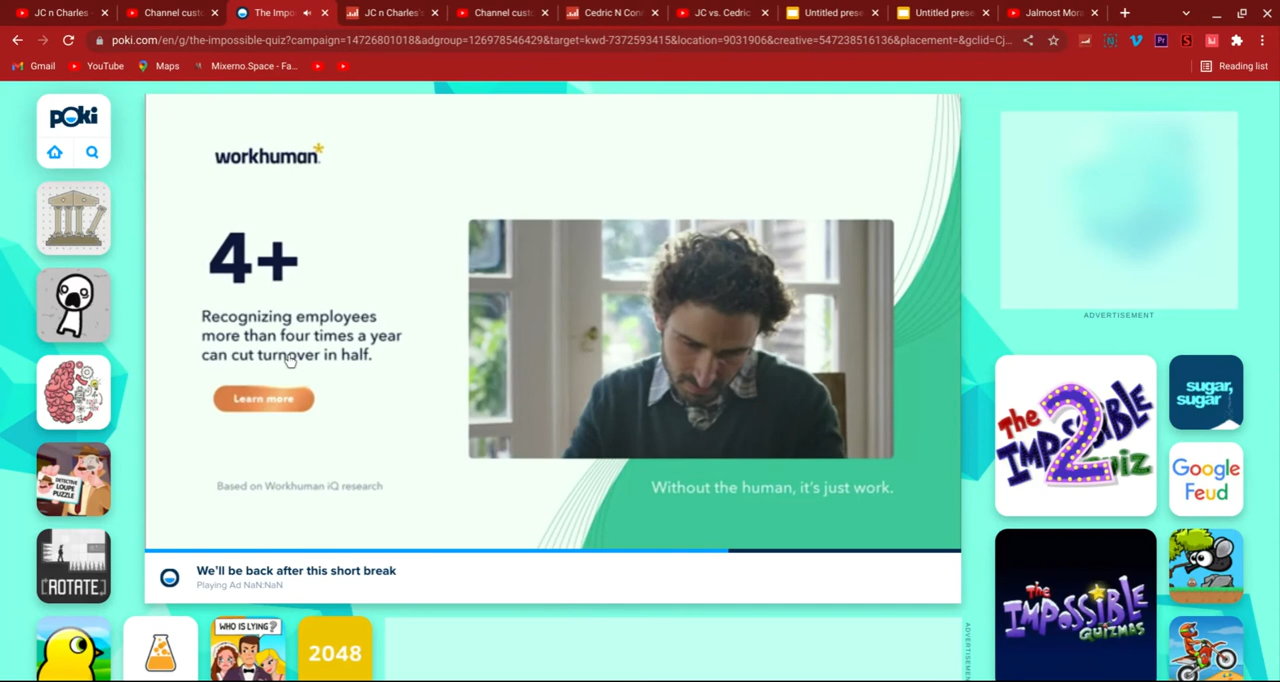 JC n Charles
Channel cust
The Impo
JC n Charles'
Channel cust
Cedric N Con
JC vs. Cedric
Untitled prese
Untitled prese
Jalmost Mora
poki.com/en/g/the-impossible-quiz?campaign=14726801018&adgroup=126978546429&target=kwd-7372593415&location=9031906&creative=547238516136&placement=&gclid=Cj...
Gmail
YouTube
Maps
Mixerno.Space - Fa...
Reading list
poki
workhuman
4+
Recognizing employees
more than four times a year
can cut turnover in half.
Learn more
Based on Workhuman iQ research
Without the human, it's just work.
We'll be back after this short break
Playing Ad NaN:NaN
ADVERTISEMENT
The
IMPOSSIBLE
2
QUIZ
sugar,
sugar
Google
Feud
The
IMPOSSIBLE
QUIZMAS
DETECTIVE
LOUPE
PUZZLE
[ROTATE]
WHO IS LYING?
2048